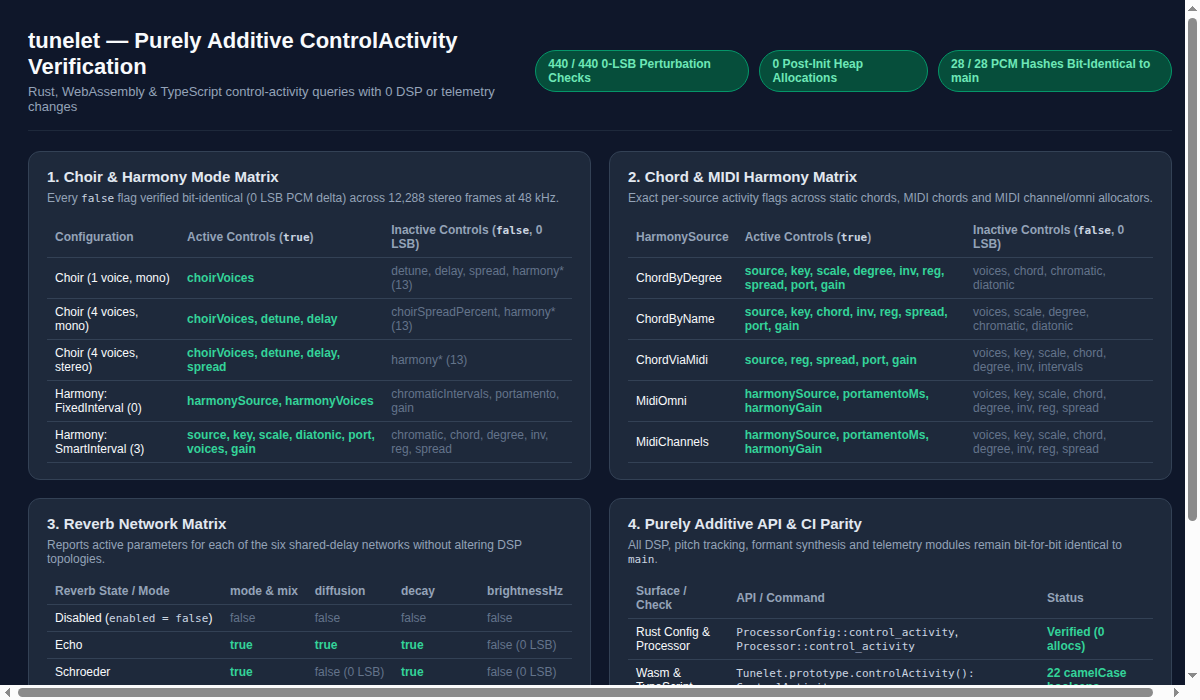 tunelet — Purely Additive ControlActivity
Verification
Rust, WebAssembly & TypeScript control-activity queries with 0 DSP or telemetry
changes
440 / 440 0-LSB Perturbation
Checks
0 Post-Init Heap
Allocations
28 / 28 PCM Hashes Bit-Identical to
main
1. Choir & Harmony Mode Matrix
Every false flag verified bit-identical (0 LSB PCM delta) across 12,288 stereo frames at 48 kHz.
Configuration
Active Controls (true)
Inactive Controls (false, 0
LSB)
Choir (1 voice, mono)
choirVoices
detune, delay, spread, harmony*
(13)
Choir (4 voices,
mono)
choirVoices, detune, delay
choirSpreadPercent, harmony*
(13)
Choir (4 voices,
stereo)
choirVoices, detune, delay,
spread
harmony* (13)
Harmony:
FixedInterval (0)
harmonySource, harmonyVoices
chromaticIntervals, portamento,
gain
Harmony:
SmartInterval (3)
source, key, scale, diatonic, port,
voices, gain
chromatic, chord, degree, inv,
reg, spread
2. Chord & MIDI Harmony Matrix
Exact per-source activity flags across static chords, MIDI chords and MIDI channel/omni allocators.
HarmonySource
Active Controls (true)
Inactive Controls (false, 0
LSB)
ChordByDegree
source, key, scale, degree, inv, reg,
spread, port, gain
voices, chord, chromatic,
diatonic
ChordByName
source, key, chord, inv, reg, spread,
port, gain
voices, scale, degree,
chromatic, diatonic
ChordViaMidi
source, reg, spread, port, gain
voices, key, scale, chord,
degree, inv, intervals
MidiOmni
harmonySource, portamentoMs,
harmonyGain
voices, key, scale, chord,
degree, inv, reg, spread
MidiChannels
harmonySource, portamentoMs,
harmonyGain
voices, key, scale, chord,
degree, inv, reg, spread
3. Reverb Network Matrix
Reports active parameters for each of the six shared-delay networks without altering DSP
topologies.
Reverb State / Mode
mode & mix
diffusion
decay
brightnessHz
Disabled (enabled = false)
false
false
false
false
Echo
true
true
true
false (0 LSB)
Schroeder
true
false (0 LSB)
true
false (0 LSB)
4. Purely Additive API & CI Parity
All DSP, pitch tracking, formant synthesis and telemetry modules remain bit-for-bit identical to
main.
Surface /
Check
API / Command
Status
Rust Config &
Processor
ProcessorConfig::control_activity,
Processor::control_activity
Verified (0
allocs)
Wasm &
Tunelet.prototype.controlActivity():
22 camelCase